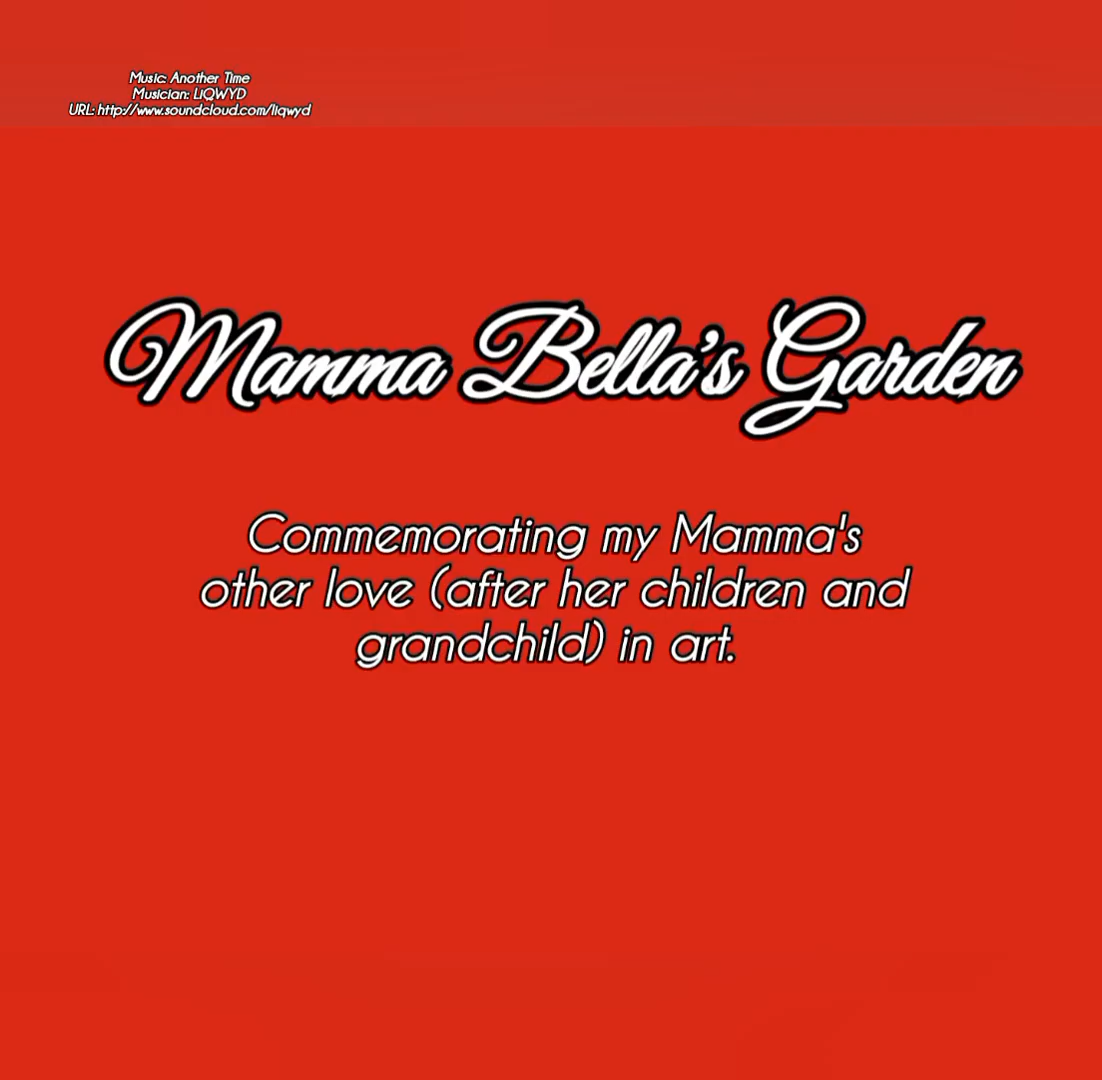 Music: Another Time
Musician: LiQWYD
URL: http://www.soundcloud.com/liqwyd
Mamma Bella's Garden
Commemorating my Mamma's
other love (after her children and
grandchild) in art.